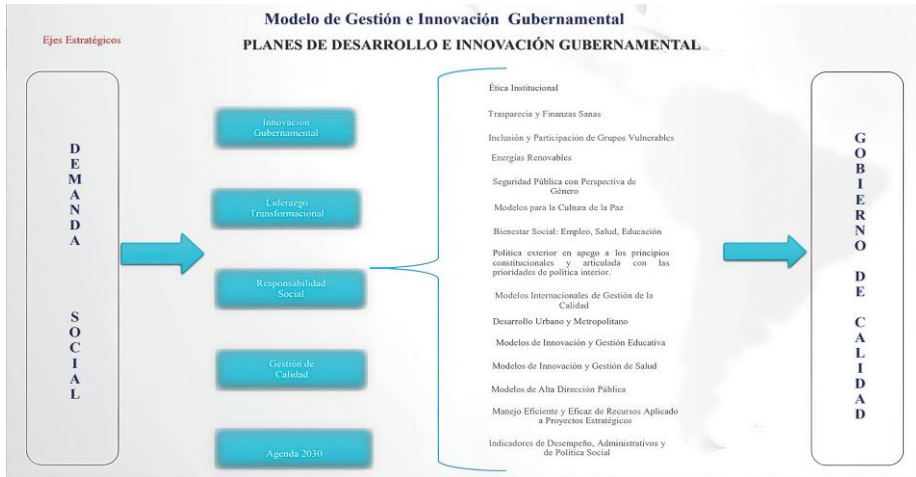 Modelo de Gestión e Innovación Gubernamental
Ejes Estratégicos
PLANES DE DESARROLLO E INNOVACIÓN GUBERNAMENTAL
DEMANDA SOCIAL
Innovación
Gubernamental
Liderazgo
Transformacional
Responsabilidad
Social
Gestión de
Calidad
Agenda 2030
Ética Institucional
Trasparecia y Finanzas Sanas
Inclusión y Participación de Grupos Vulnerables
Energías Renovables
Seguridad Pública con Perspectiva de
Género
Modelos para la Cultura de la Paz
Bienestar Social: Empleo, Salud, Educación
Política exterior en apego a los principios
constitucionales y articulada con las
prioridades de política interior.
Modelos Internacionales de Gestión de la
Calidad
Desarrollo Urbano y Metropolitano
Modelos de Innovación y Gestión Educativa
Modelos de Innovación y Gestión de Salud
Modelos de Alta Dirección Pública
Manejo Eficiente y Eficaz de Recursos Aplicado
a Proyectos Estratégicos
Indicadores de Desempeño, Administrativos y
de Política Social
GOBIERNO DE CALIDAD